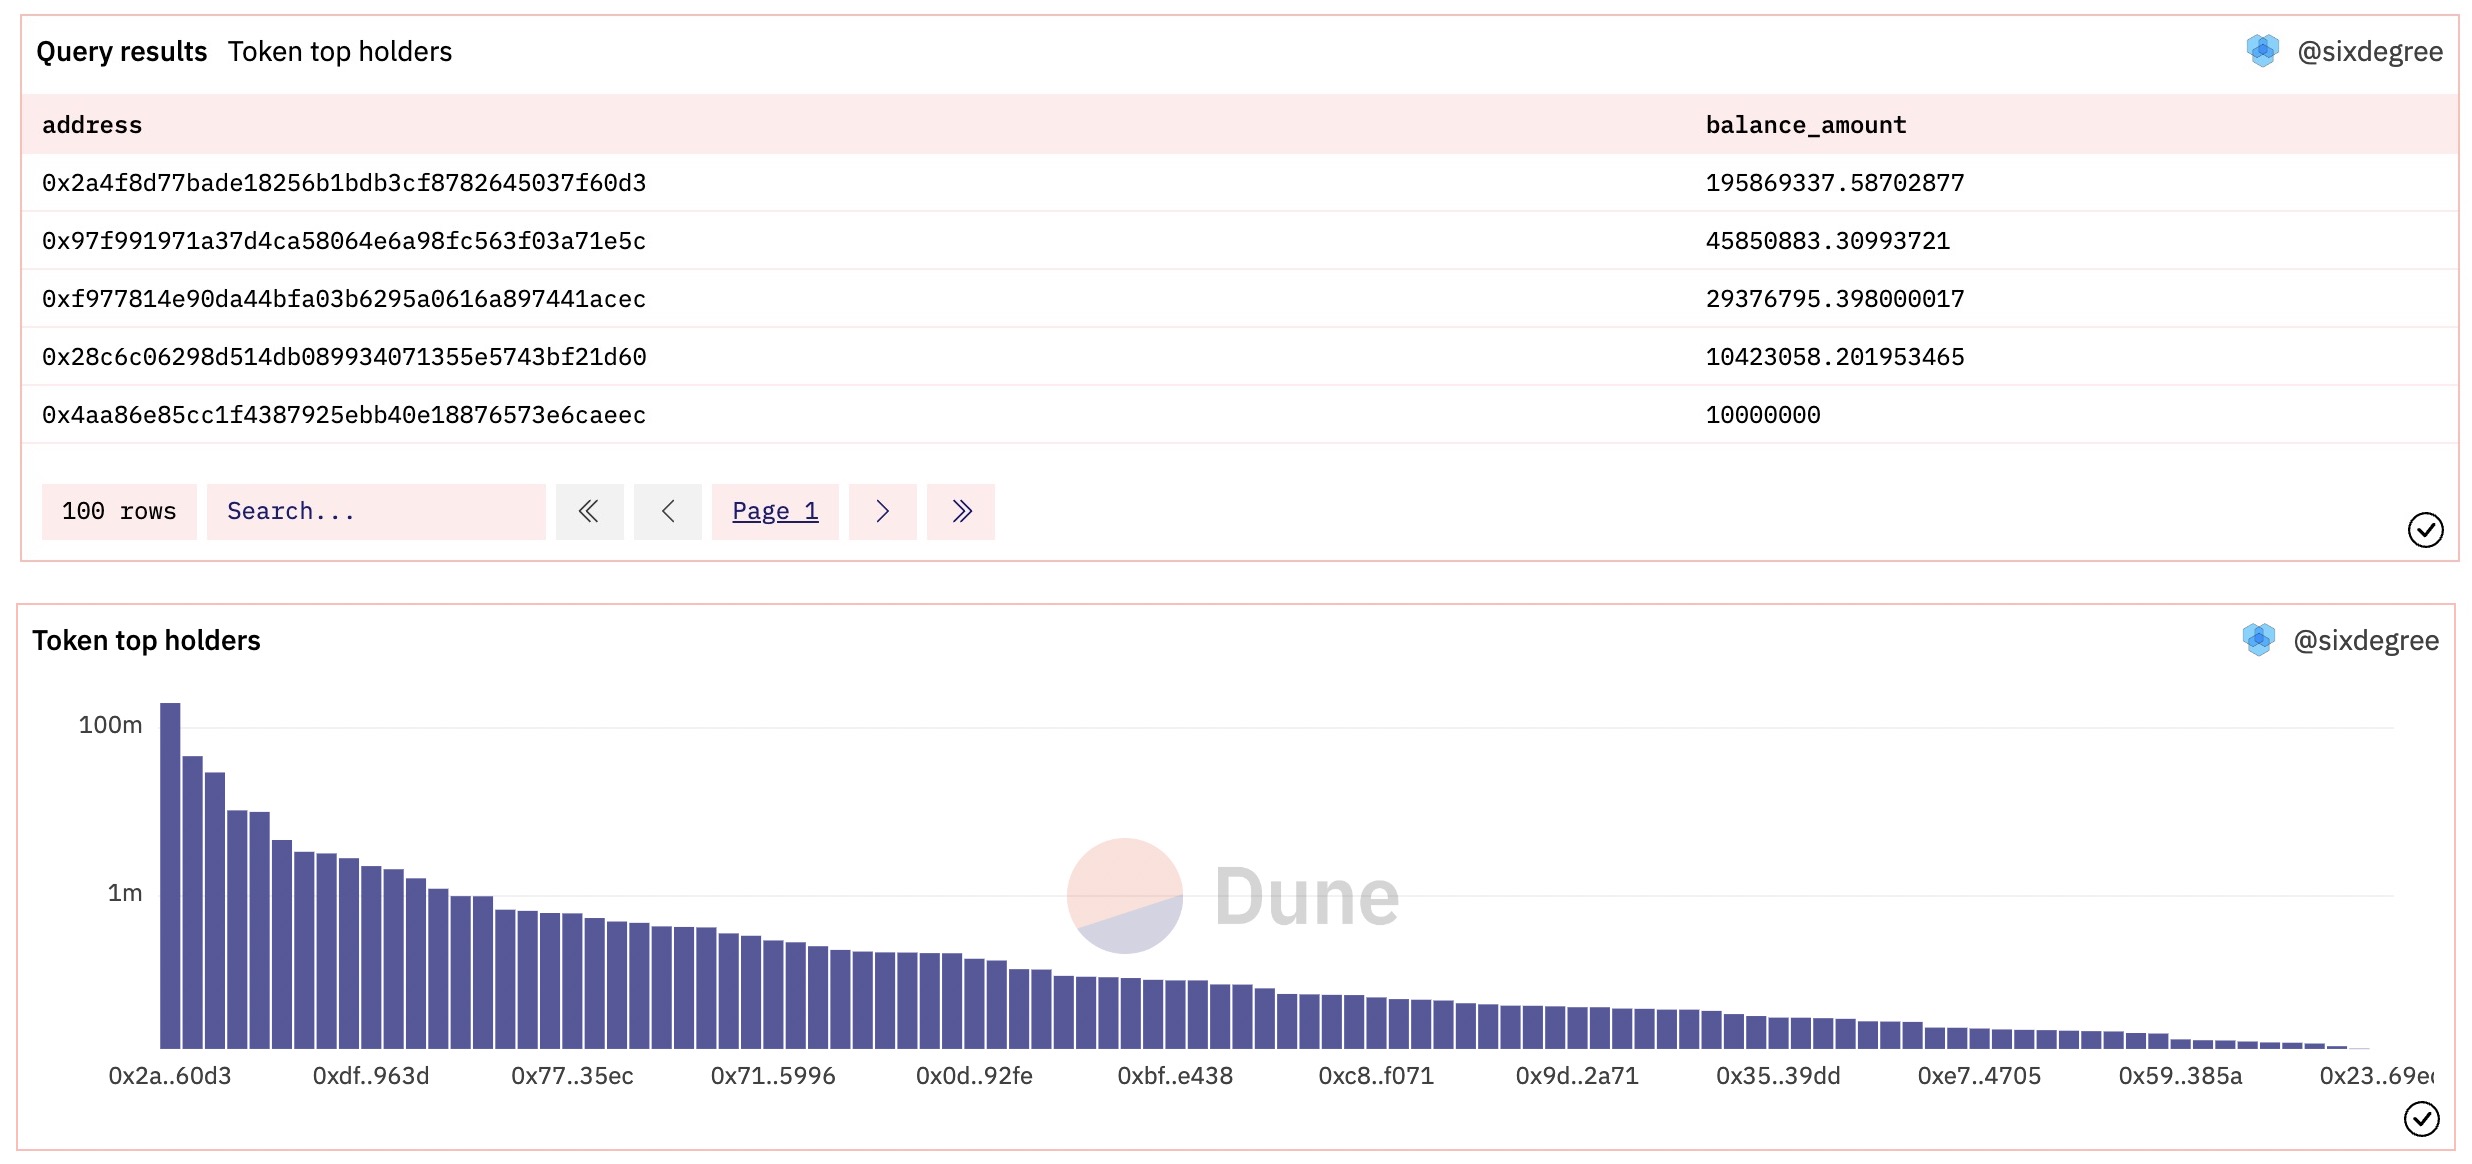 Query results Token top holders @sixdegree
address balance_amount
0x2a4f8d77bade18256b1bdb3cf8782645037f60d3 195869337.58702877
0x97f991971a37d4ca58064e6a98fc563f03a71e5c 45850883.30993721
0xf977814e90da44bfa03b6295a0616a897441acec 29376795.398000017
0x28c6c06298d514db089934071355e5743bf21d60 10423058.201953465
0x4aa86e85cc1f4387925ebb40e18876573e6caeec 10000000
100 rows Search... Page 1
Token top holders @sixdegree
100m
1m
Dune
0x2a..60d3 0xdf..963d 0x77..35ec 0x71..5996 0x0d..92fe 0xbf..e438 0xc8..f071 0x9d..2a71 0x35..39dd 0xe7..4705 0x59..385a 0x23..69e